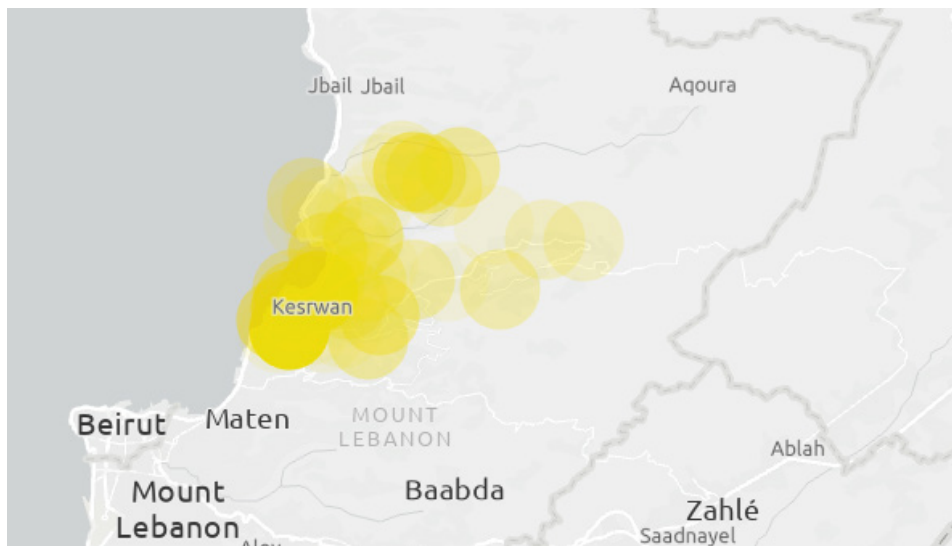 Jbail Jbail
Aqoura
Kesrwan
Beirut
Maten
MOUNT
LEBANON
Ablah
Mount
Lebanon
Baabda
Zahlé
Saadnayel